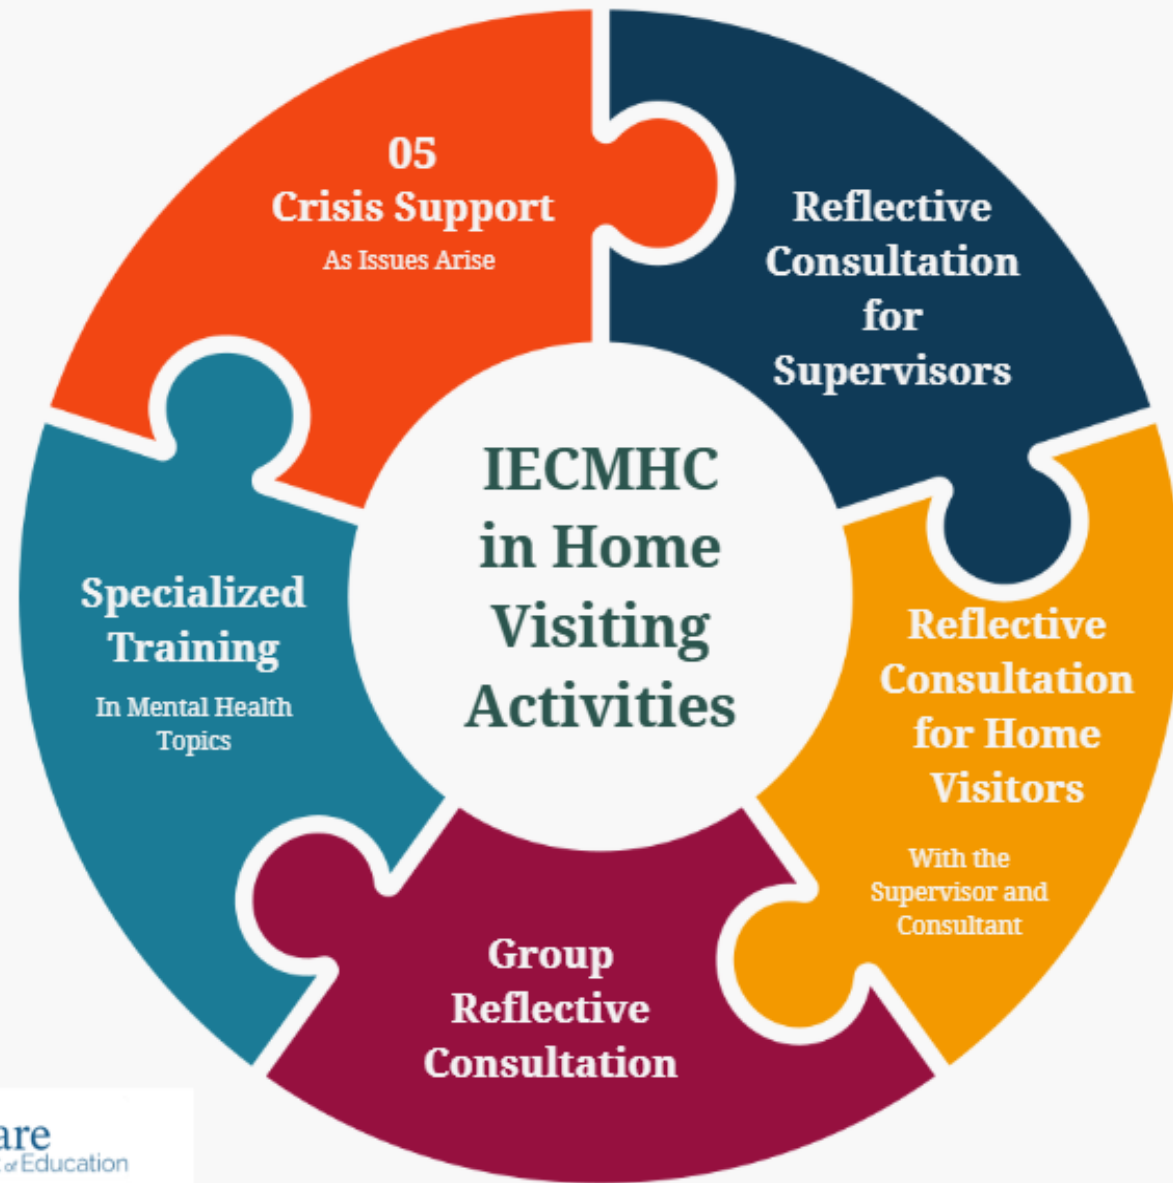 05
Crisis Support
As Issues Arise
Reflective
Consultation
for
Supervisors
IECMHC
in Home
Visiting
Activities
Specialized
Training
In Mental Health
Topics
Reflective
Consultation
for Home
Visitors
With the
Supervisor and
Consultant
Group
Reflective
Consultation
are
of Education